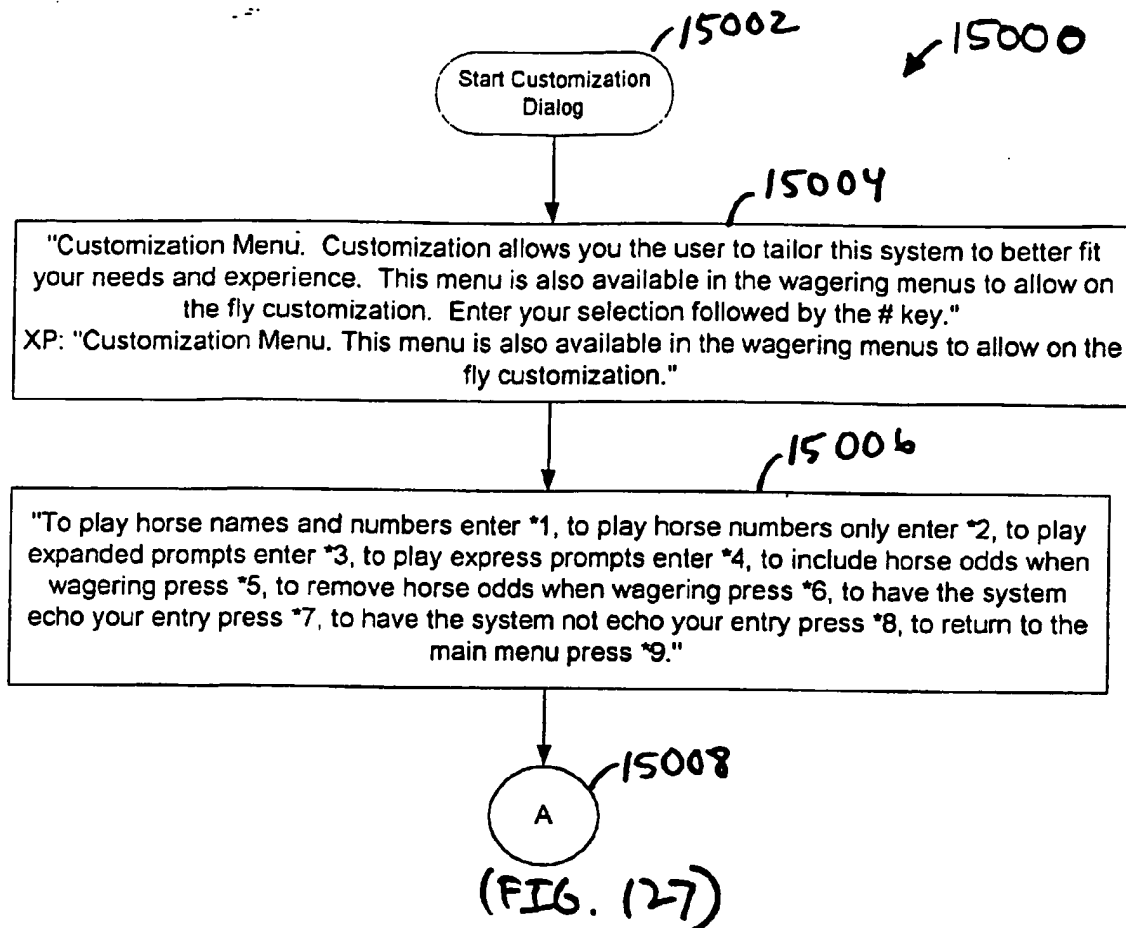 15002
15000
Start Customization
Dialog
15004
"Customization Menu. Customization allows you the user to tailor this system to better fit
your needs and experience. This menu is also available in the wagering menus to allow on
the fly customization. Enter your selection followed by the # key."
XP: "Customization Menu. This menu is also available in the wagering menus to allow on the
fly customization."
15006
"To play horse names and numbers enter *1, to play horse numbers only enter *2, to play
expanded prompts enter *3, to play express prompts enter *4, to include horse odds when
wagering press *5, to remove horse odds when wagering press *6, to have the system
echo your entry press *7, to have the system not echo your entry press *8, to return to the
main menu press *9."
15008
A
(FIG. 127)